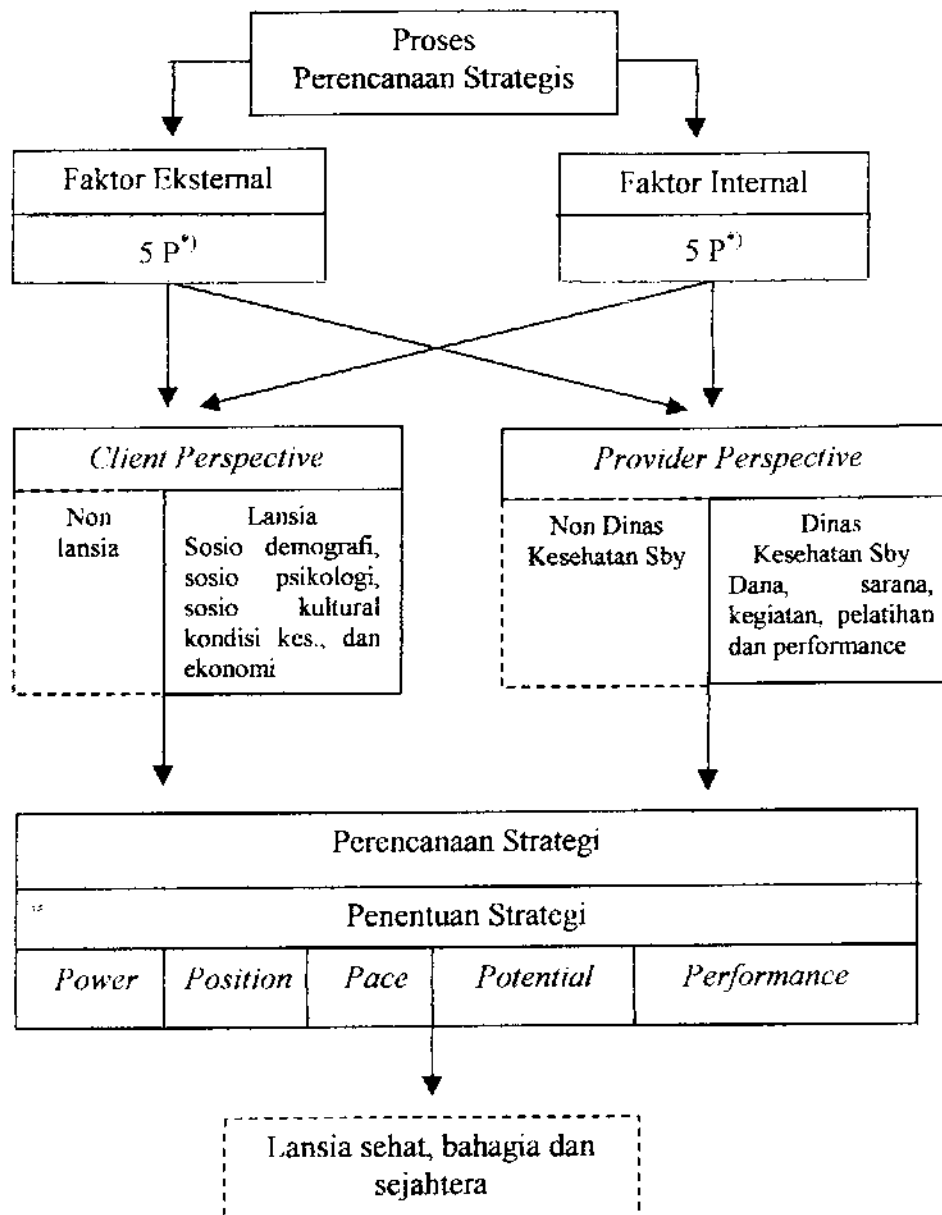 Proses
Perencanaan Strategis
Faktor Eksternal
5 P*)
Faktor Internal
5 P*)
Client Perspective
Non
lansia
Lansia
Sosio demografi,
sosio psikologi,
sosio kultural
kondisi kes., dan
ekonomi
Provider Perspective
Non Dinas
Kesehatan Sby
Dinas
Kesehatan Sby
Dana, sarana,
kegiatan, pelatihan
dan performance
Perencanaan Strategi
Penentuan Strategi
Power Position Pace Potential Performance
Lansia sehat, bahagia dan
sejahtera